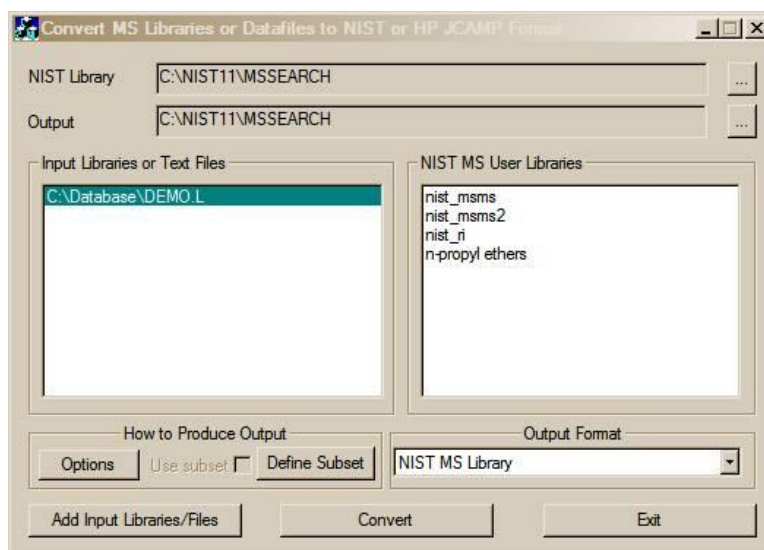 Convert MS Libraries or Datafiles to NIST or HP JCAMP Format
NIST Library
C:\NIST11\MSSEARCH
...
Output
C:\NIST11\MSSEARCH
...
Input Libraries or Text Files
C:\Database\DEMO.L
NIST MS User Libraries
nist_msms
nist_msms2
nist_ri
n-propyl ethers
How to Produce Output
Options
Use subset
Define Subset
Output Format
NIST MS Library
Add Input Libraries/Files
Convert
Exit